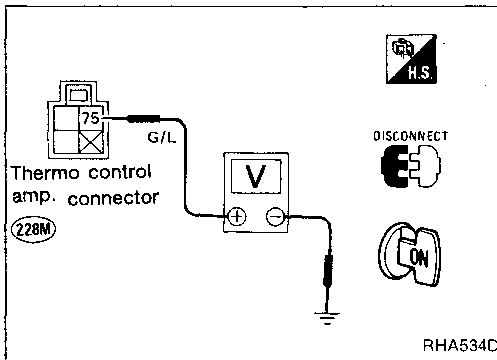 H.S.
75
DISCONNECT
G/L
Thermo control
amp. connector
V
228M
+ −
ON
RHA534D